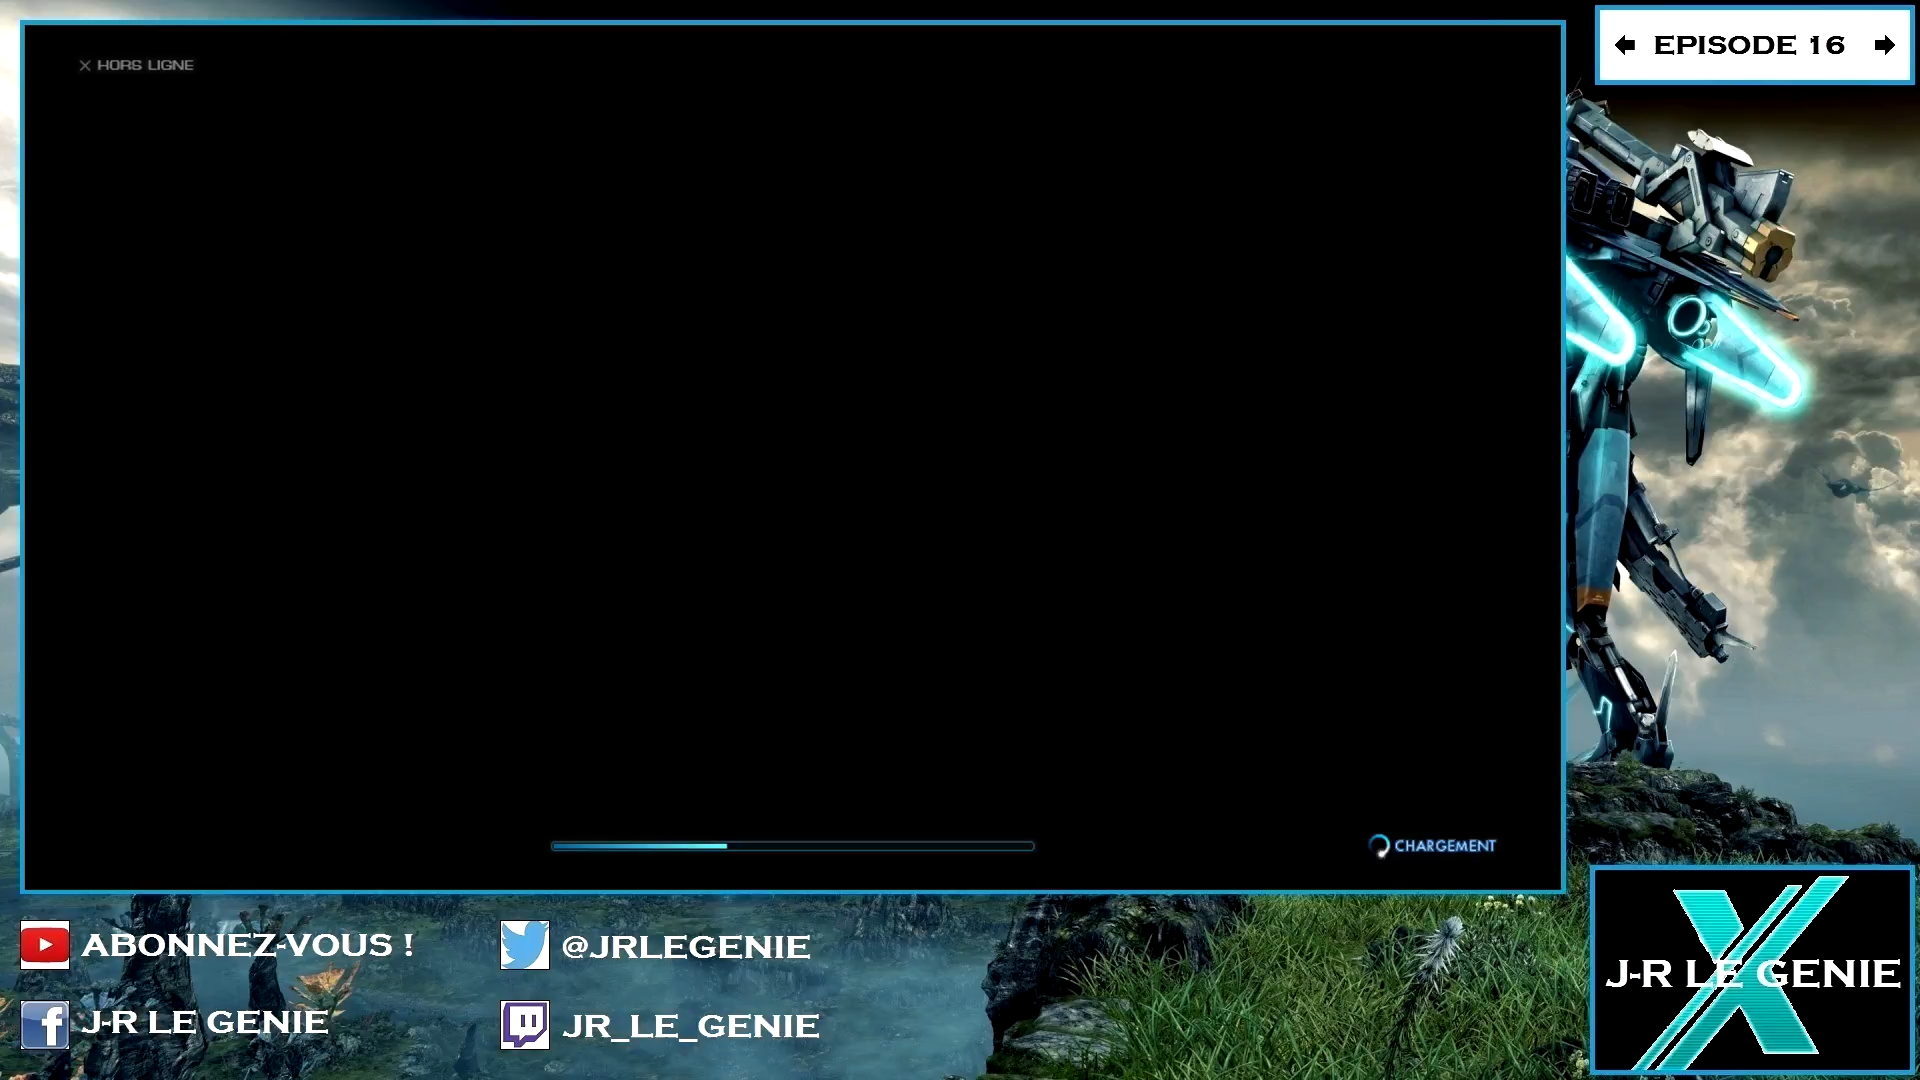 × HORS LIGNE
EPISODE 16
CHARGEMENT
ABONNEZ-VOUS !
@JRLEGENIE
J-R LE GENIE
JR_LE_GENIE
J-R LE GENIE